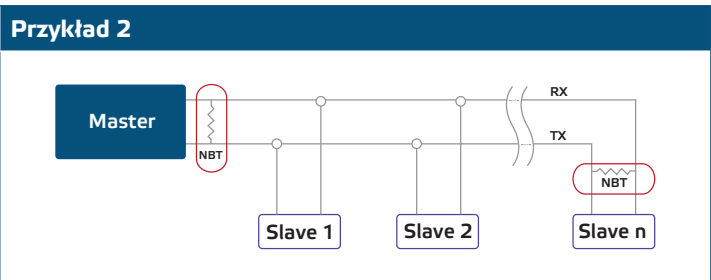 Przykład 2
RX
Master
TX
NBT
NBT
Slave 1
Slave 2
Slave n